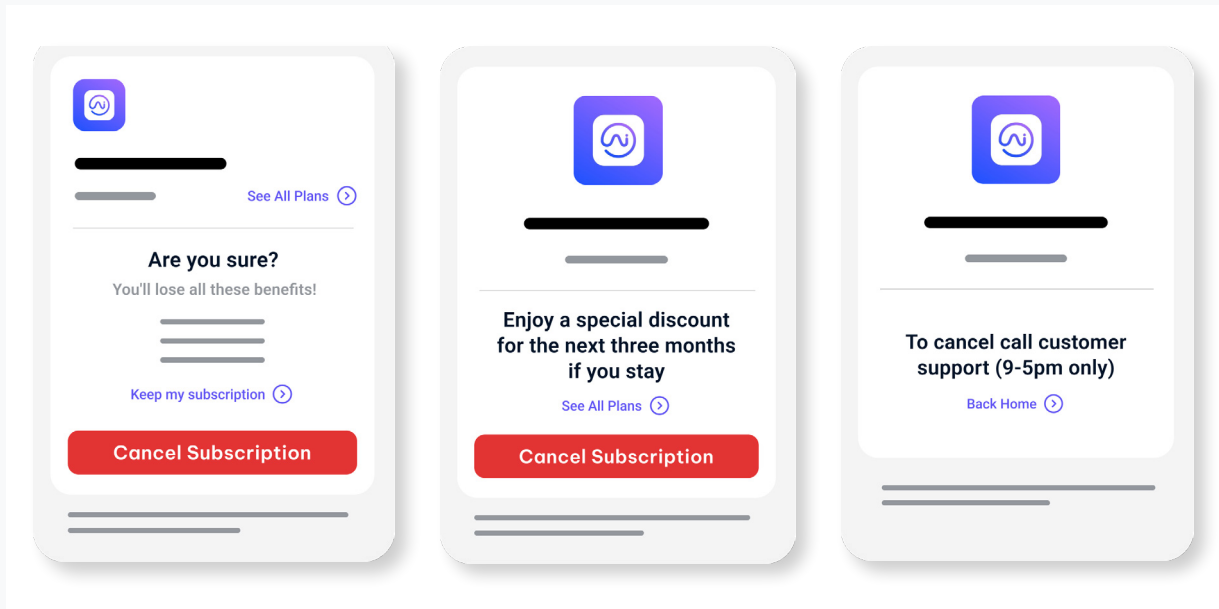 See All Plans
Are you sure?
You'll lose all these benefits!
Keep my subscription
Cancel Subscription
Enjoy a special discount
for the next three months
if you stay
See All Plans
Cancel Subscription
To cancel call customer
support (9-5pm only)
Back Home